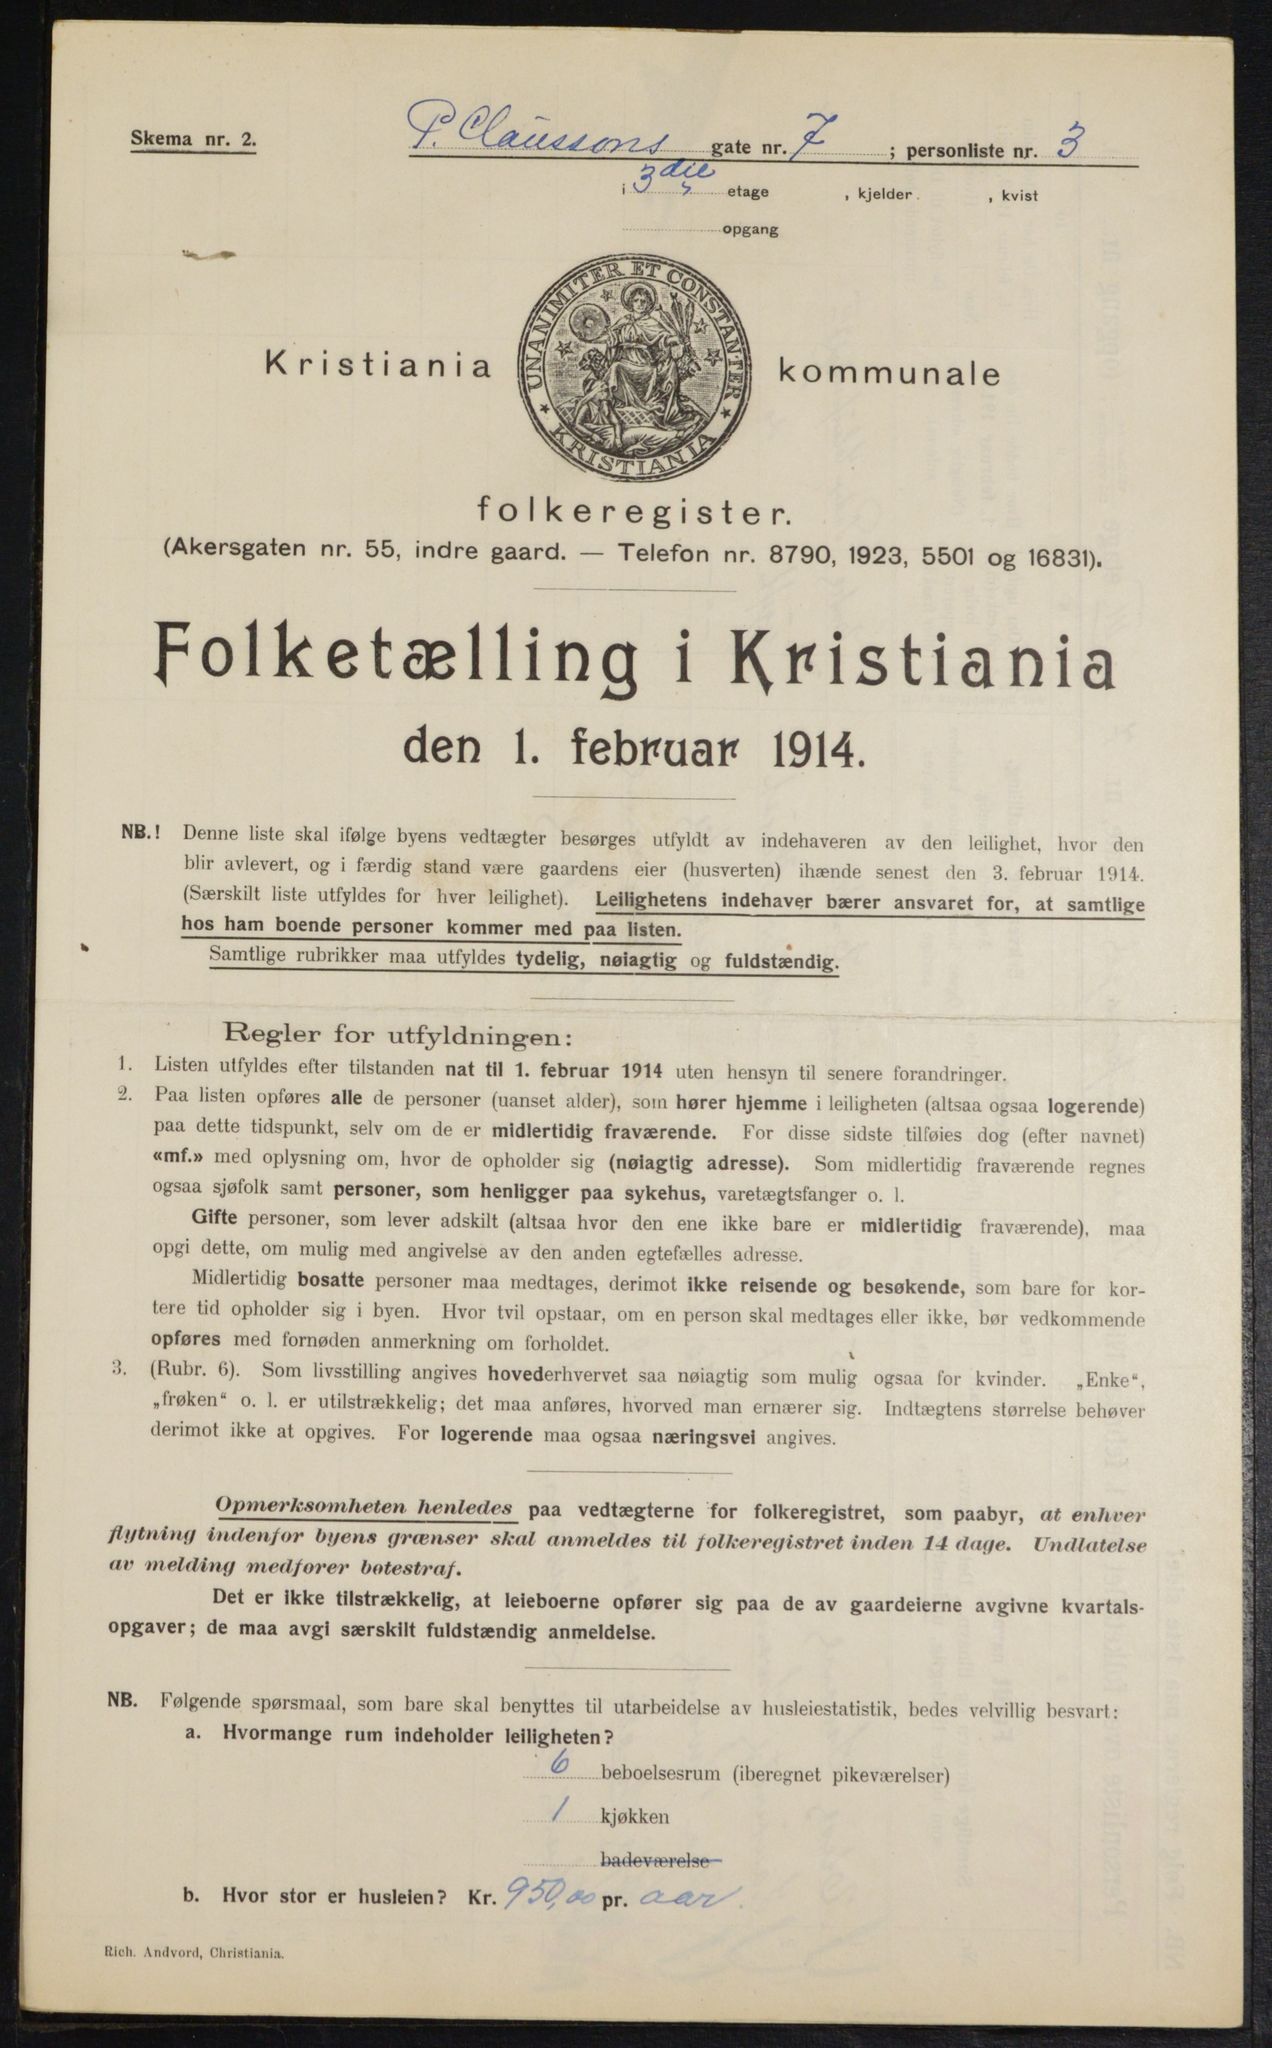 Skema nr. 2.
P. Claussons gate nr. 7 ; personliste nr. 3
i 3die etage , kjelder , kvist
opgang
UNANIMITER ET CONSTANTER
KRISTIANIA
Kristiania kommunale
folkeregister.
(Akersgaten nr. 55, indre gaard. — Telefon nr. 8790, 1923, 5501 og 16831).
Folketælling i Kristiania
den 1. februar 1914.
NB.! Denne liste skal ifølge byens vedtægter besørges utfyldt av indehaveren av den leilighet, hvor den
blir avlevert, og i færdig stand være gaardens eier (husverten) ihænde senest den 3. februar 1914.
(Særskilt liste utfyldes for hver leilighet). Leilighetens indehaver bærer ansvaret for, at samtlige
hos ham boende personer kommer med paa listen.
Samtlige rubrikker maa utfyldes tydelig, nøiagtig og fuldstændig.
Regler for utfyldningen:
1. Listen utfyldes efter tilstanden nat til 1. februar 1914 uten hensyn til senere forandringer.
2. Paa listen opføres alle de personer (uanset alder), som hører hjemme i leiligheten (altsaa ogsaa logerende)
paa dette tidspunkt, selv om de er midlertidig fraværende. For disse sidste tilføies dog (efter navnet)
«mf.» med oplysning om, hvor de opholder sig (nøiagtig adresse). Som midlertidig fraværende regnes
ogsaa sjøfolk samt personer, som henligger paa sykehus, varetægtsfanger o. l.
Gifte personer, som lever adskilt (altsaa hvor den ene ikke bare er midlertidig fraværende), maa
opgi dette, om mulig med angivelse av den anden egtefælles adresse.
Midlertidig bosatte personer maa medtages, derimot ikke reisende og besøkende, som bare for kor-
tere tid opholder sig i byen. Hvor tvil opstaar, om en person skal medtages eller ikke, bør vedkommende
opføres med fornøden anmerkning om forholdet.
3. (Rubr. 6). Som livsstilling angives hovederhvervet saa nøiagtig som mulig ogsaa for kvinder. „Enke“,
„frøken“ o. l. er utilstrækkelig; det maa anføres, hvorved man ernærer sig. Indtægtens størrelse behøver
derimot ikke at opgives. For logerende maa ogsaa næringsvei angives.
Opmerksomheten henledes paa vedtægterne for folkeregistret, som paabyr, at enhver
flytning indenfor byens grænser skal anmeldes til folkeregistret inden 14 dage. Undlatelse
av melding medfører bøtestraf.
Det er ikke tilstrækkelig, at leieboerne opfører sig paa de av gaardeierne avgivne kvartals-
opgaver; de maa avgi særskilt fuldstændig anmeldelse.
NB. Følgende spørsmaal, som bare skal benyttes til utarbeidelse av husleiestatistik, bedes velvillig besvart:
a. Hvormange rum indeholder leiligheten?
6 beboelsesrum (iberegnet pikeværelser)
1 kjøkken
badeværelse
b. Hvor stor er husleien? Kr. 950,00 pr. aar.
Rich. Andvord, Christiania.